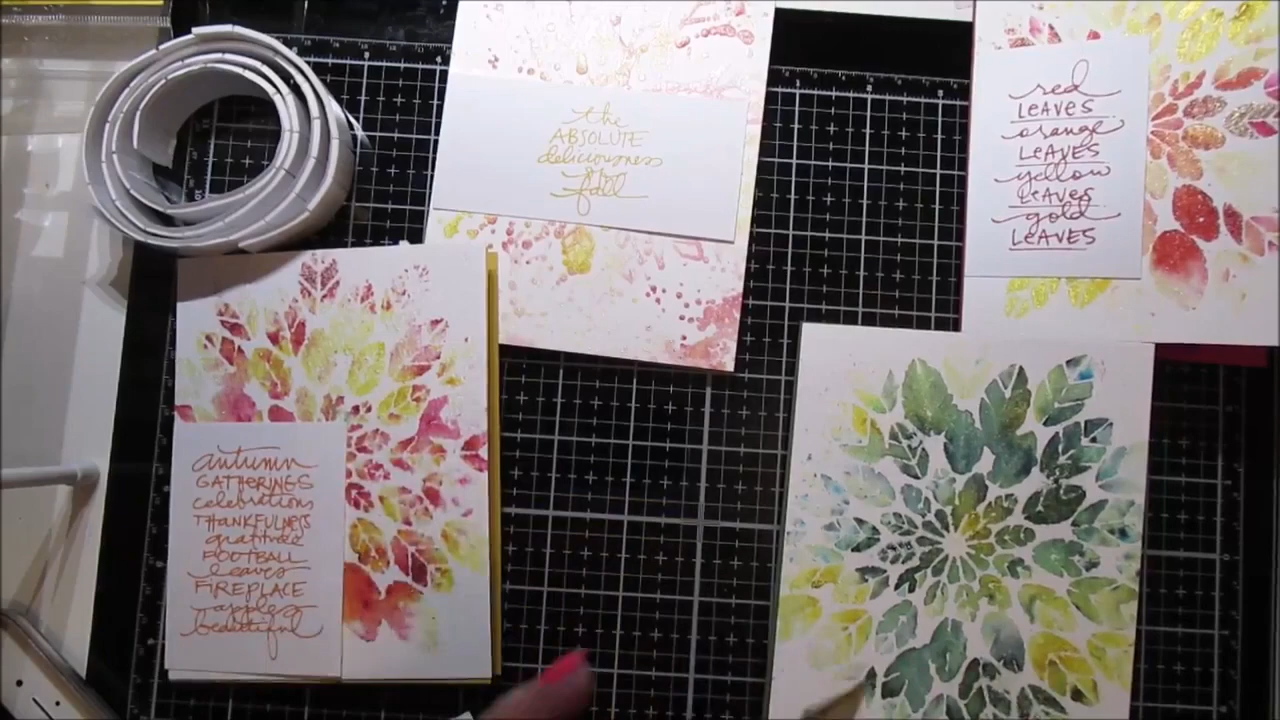 the
ABSOLUTE
deliciousness
fall
red
LEAVES
orange
LEAVES
yellow
LEAVES
gold
LEAVES
autumn
GATHERINGS
celebrations
THANKFULNESS
gratitude
FOOTBALL
leaves
FIREPLACE
apples
beautiful